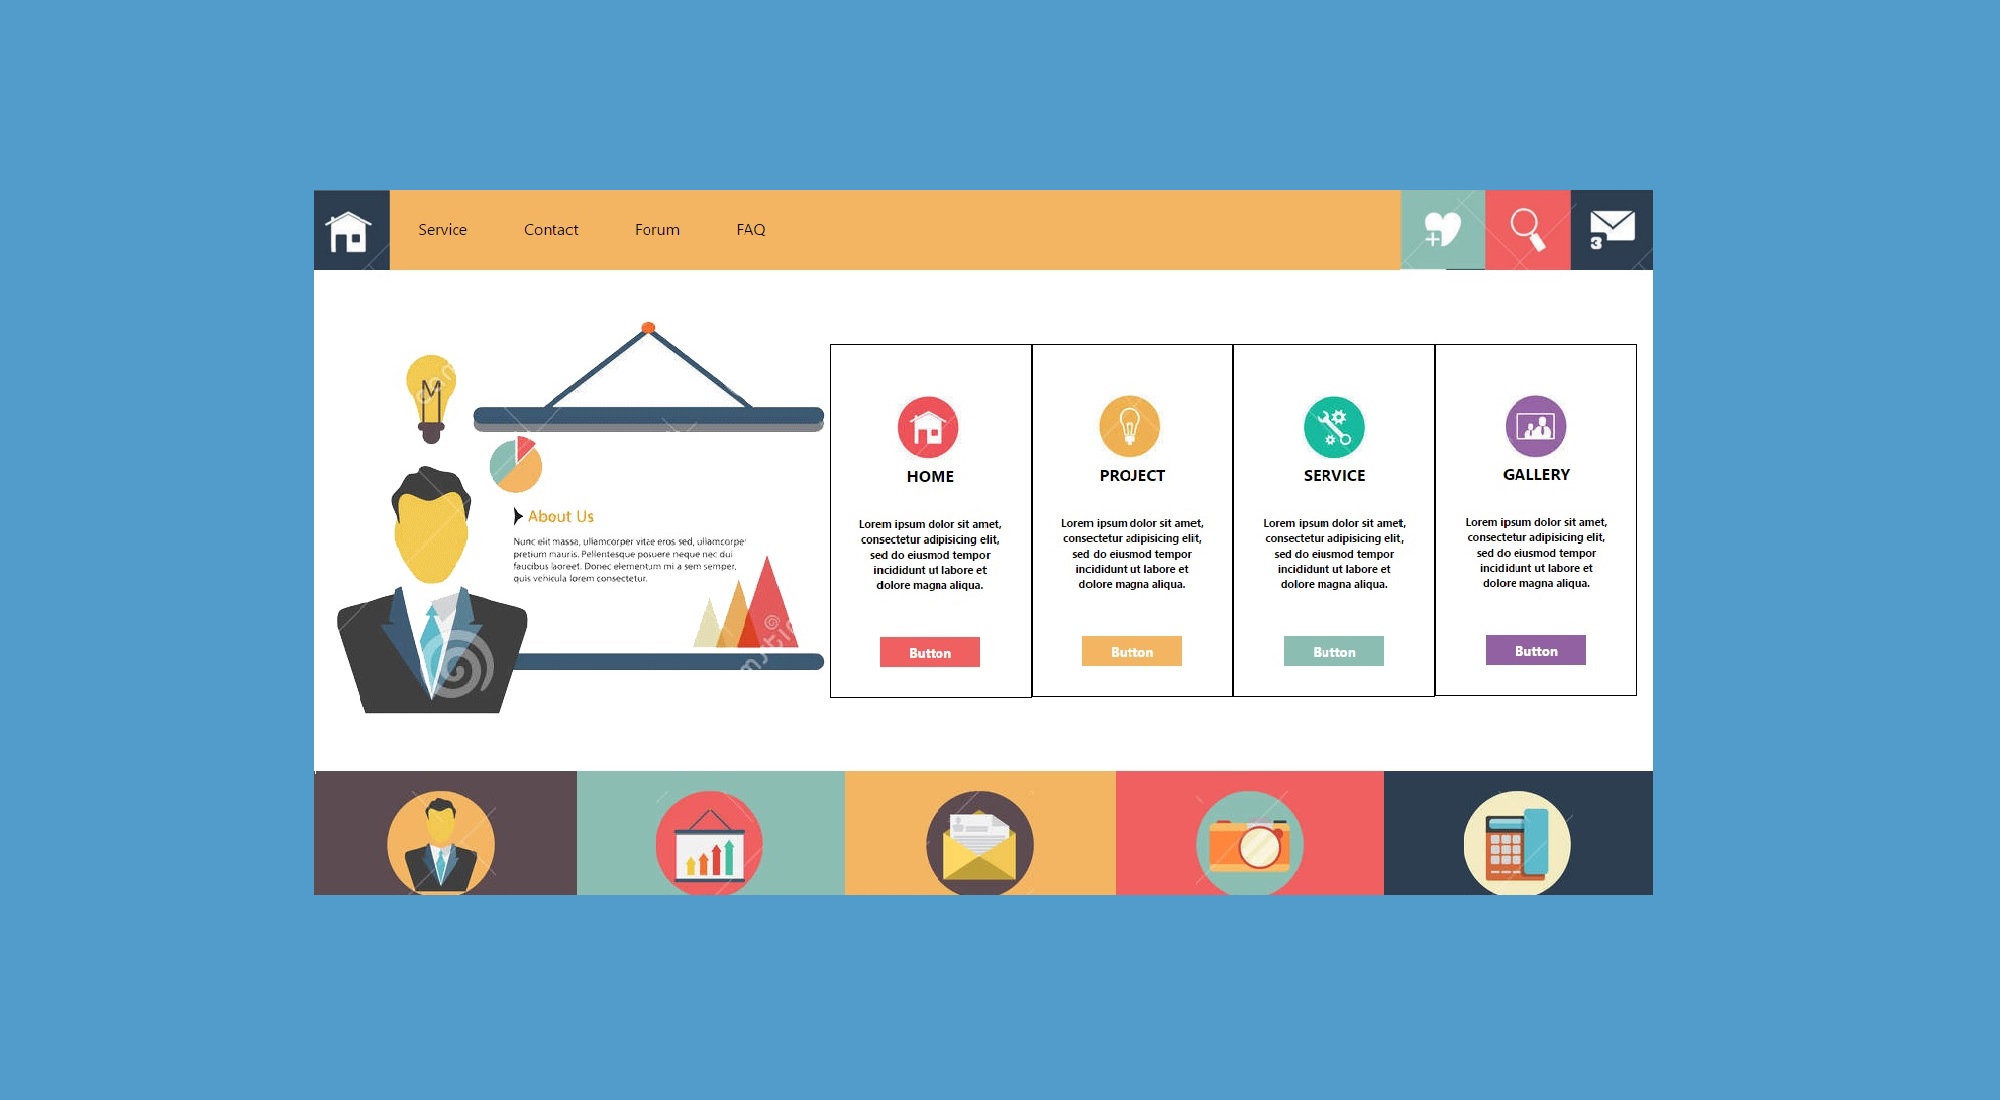 Service
Contact
Forum
FAQ
3
About Us
Nunc elit massa, ullamcorper vitae eros sed, ullamcorper
pretium mauris. Pellentesque posuere neque nec dui
faucibus laoreet. Donec elementum mi a sem semper,
quis vehicula lorem consectetur.
HOME
Lorem ipsum dolor sit amet,
consectetur adipisicing elit,
sed do eiusmod tempor
incididunt ut labore et
dolore magna aliqua.
Button
PROJECT
Lorem ipsum dolor sit amet,
consectetur adipisicing elit,
sed do eiusmod tempor
incididunt ut labore et
dolore magna aliqua.
Button
SERVICE
Lorem ipsum dolor sit amet,
consectetur adipisicing elit,
sed do eiusmod tempor
incididunt ut labore et
dolore magna aliqua.
Button
GALLERY
Lorem ipsum dolor sit amet,
consectetur adipisicing elit,
sed do eiusmod tempor
incididunt ut labore et
dolore magna aliqua.
Button